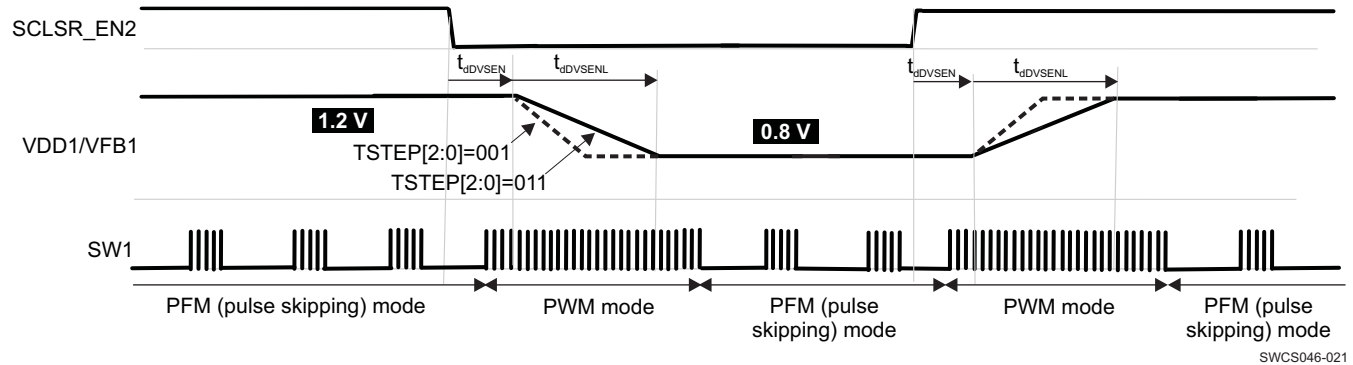 SCLSR_EN2
tdDVSEN
tdDVSENL
tdDVSEN
tdDVSENL
1.2 V
0.8 V
VDD1/VFB1
TSTEP[2:0]=001
TSTEP[2:0]=011
SW1
PFM (pulse skipping) mode
PWM mode
PFM (pulse
skipping) mode
PWM mode
PFM (pulse
skipping) mode
SWCS046-021